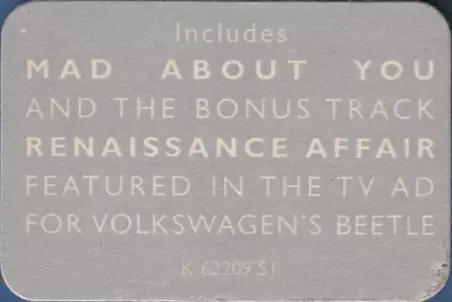 Includes
MAD ABOUT YOU
AND THE BONUS TRACK
RENAISSANCE AFFAIR
FEATURED IN THE TV AD
FOR VOLKSWAGEN'S BEETLE
K 62209 S1